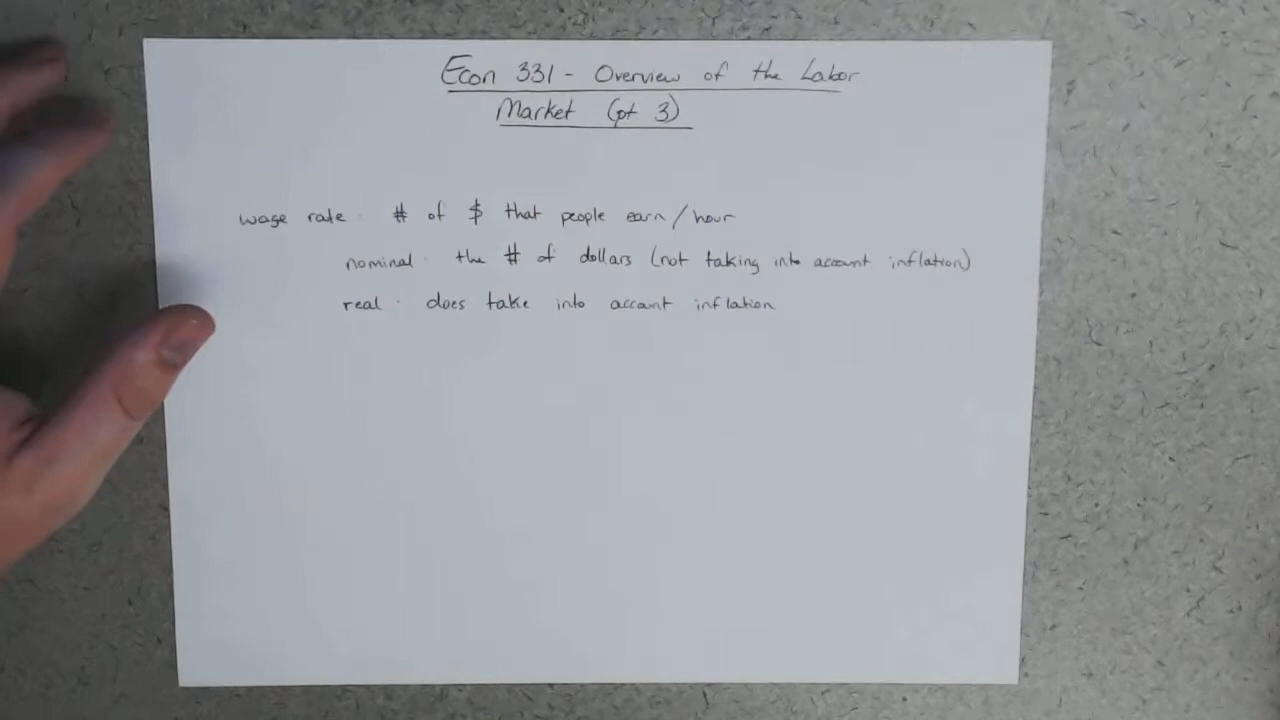 Econ 331 - Overview of the Labor
Market (pt 3)
wage rate: # of $ that people earn/hour
nominal: the # of dollars (not taking into account inflation)
real: does take into account inflation